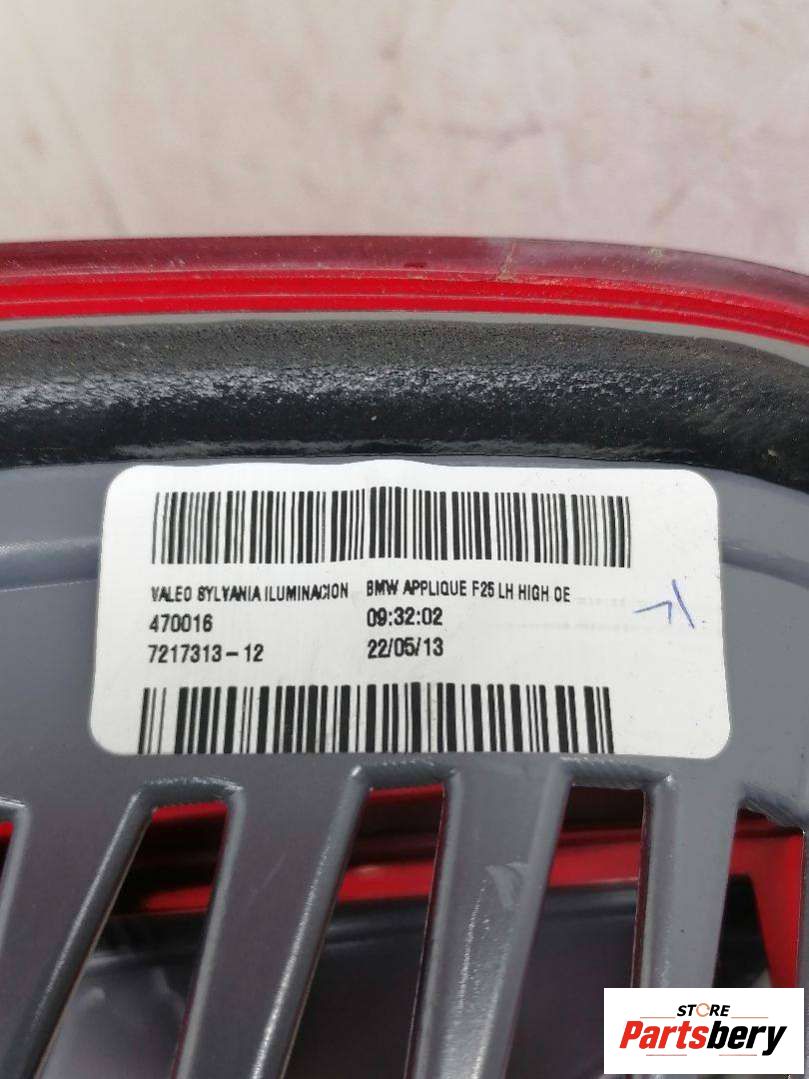 VALEO SYLVANIA ILUMINACION BMW APPLIQUE F25 LH HIGH OE
470016 09:32:02
7217313-12 22/05/13
STORE
Partsbery